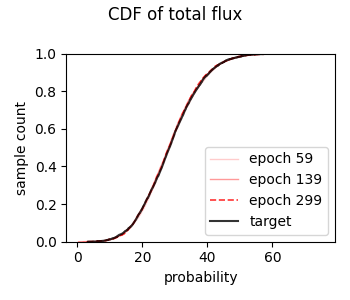 CDF of total flux
1.0
0.8
0.6
0.4
0.2
0.0
sample count
epoch 59
epoch 139
epoch 299
target
0 20 40 60
probability